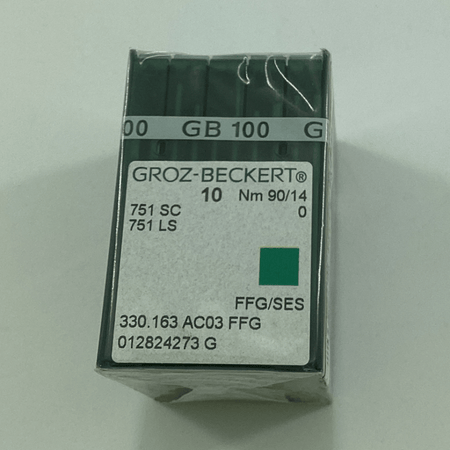 00 GB 100 G
GROZ-BECKERT®
10 Nm 90/14
751 SC 0
751 LS
FFG/SES
330.163 AC03 FFG
012824273 G